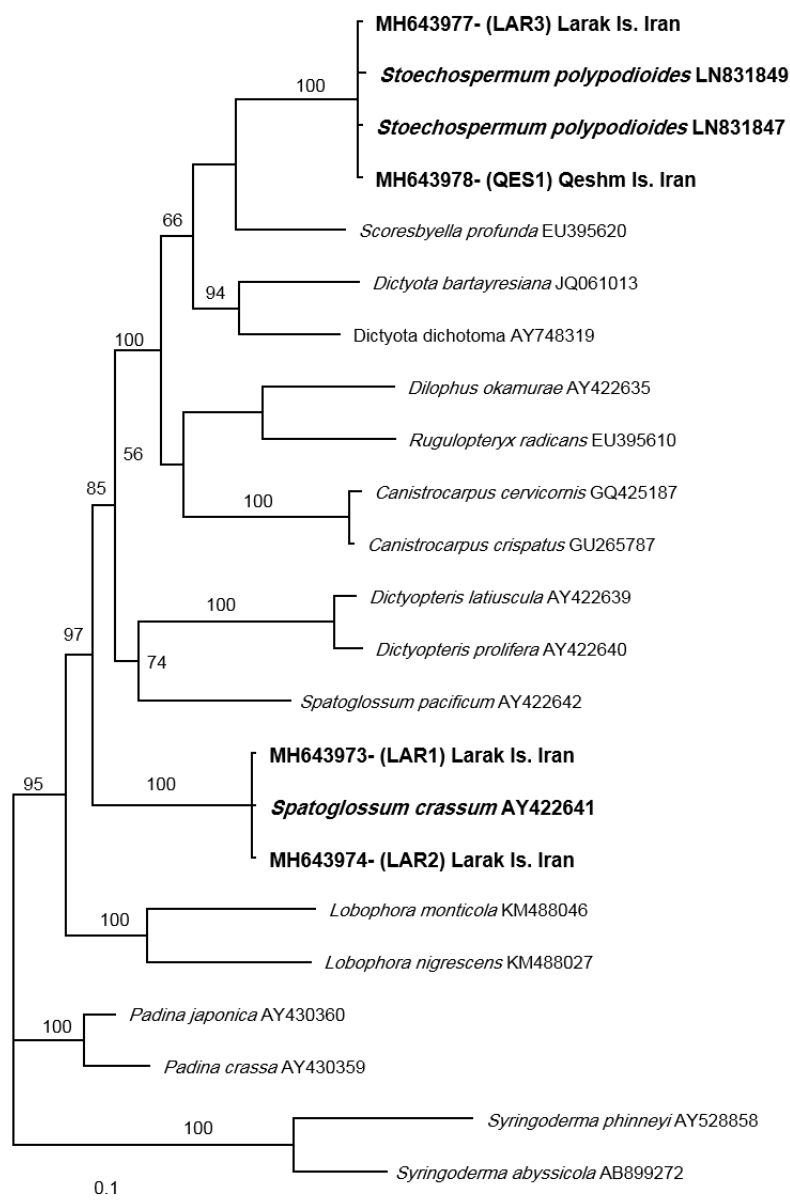 MH643977- (LAR3) Larak Is. Iran
100
Stoechospermum polypodioides LN831849
Stoechospermum polypodioides LN831847
MH643978- (QES1) Qeshm Is. Iran
66
Scoresbyella profunda EU395620
Dictyota bartayresiana JQ061013
94
Dictyota dichotoma AY748319
100
Dilophus okamurae AY422635
Rugulopteryx radicans EU395610
56
85
100
Canistrocarpus cervicornis GQ425187
Canistrocarpus crispatus GU265787
Dictyopteris latiuscula AY422639
100
97
Dictyopteris prolifera AY422640
74
Spatoglossum pacificum AY422642
MH643973- (LAR1) Larak Is. Iran
95
100
Spatoglossum crassum AY422641
MH643974- (LAR2) Larak Is. Iran
Lobophora monticola KM488046
100
Lobophora nigrescens KM488027
Padina japonica AY430360
100
Padina crassa AY430359
Syringoderma phinneyi AY528858
100
Syringoderma abyssicola AB899272
0.1